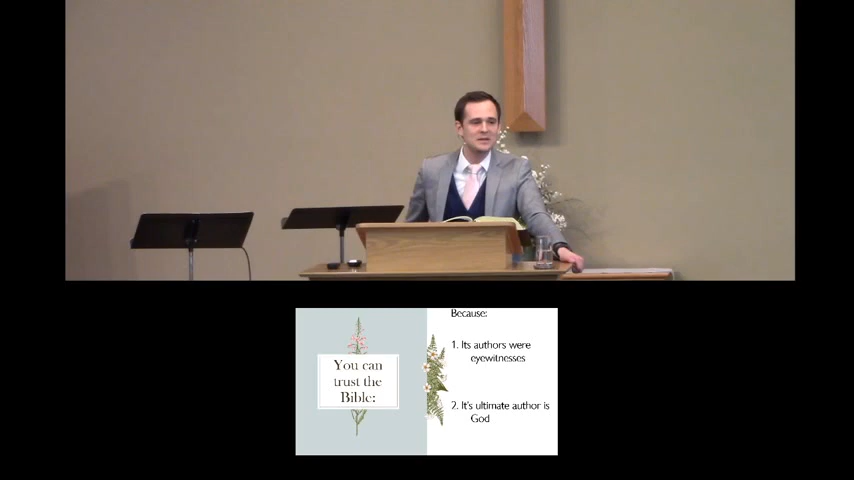 You can
trust the
Bible:
Because:
1. Its authors were
eyewitnesses
2. It's ultimate author is
God